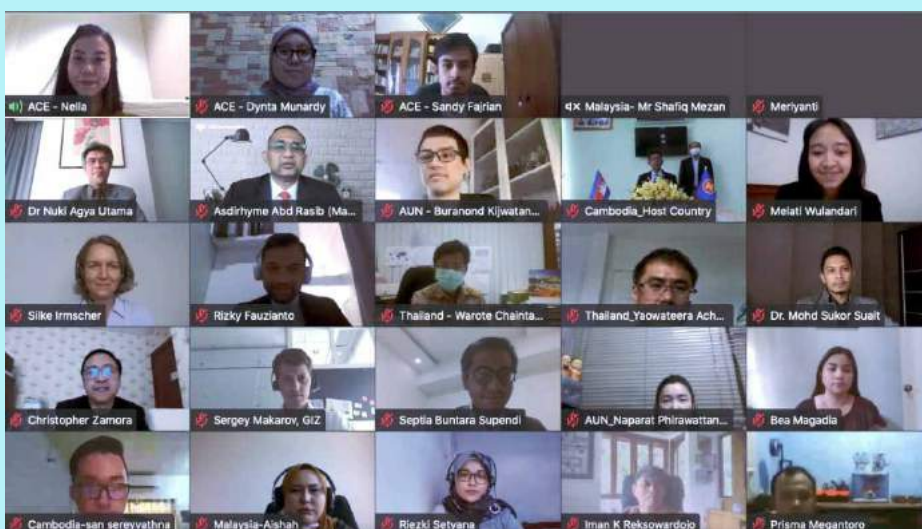 ACE - Nella
ACE - Dynta Munardy
ACE - Sandy Fajrian
Malaysia- Mr Shafiq Mezan
Meriyanti
Dr Nuki Agya Utama
Asdirhyme Abd Rasib (Ma...
AUN - Buranond Kijwatan...
Cambodia_Host Country
Melati Wulandari
Silke Irmscher
Rizky Fauzianto
Thailand - Warote Chainta...
Thailand_Yaowateera Ach...
Dr. Mohd Sukor Suait
Christopher Zamora
Sergey Makarov, GIZ
Septia Buntara Supendi
AUN_Naparat Phirawattan...
Bea Magadia
Cambodia-san sereyvathna
Malaysia-Aishah
Riezki Setyana
Iman K Reksowardojo
Prisma Megantoro